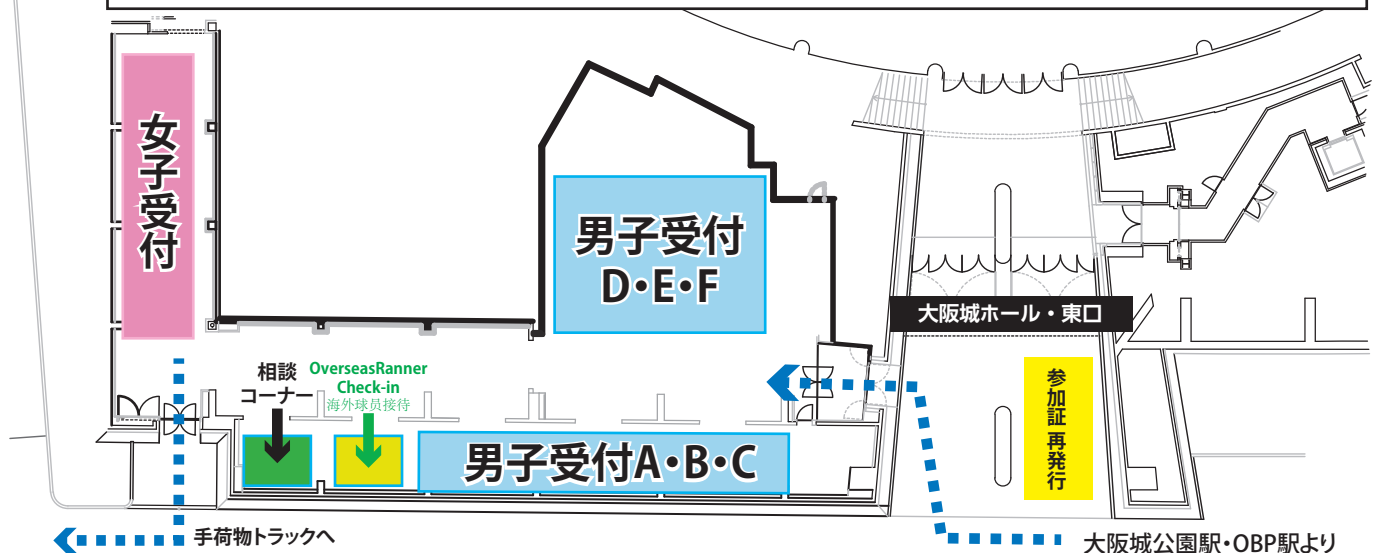 女子受付
男子受付
D・E・F
大阪城ホール・東口
相談
コーナー
OverseasRanner
Check-in
海外球员接待
男子受付A・B・C
参加証 再発行
手荷物トラックへ
大阪城公園駅・OBP駅より